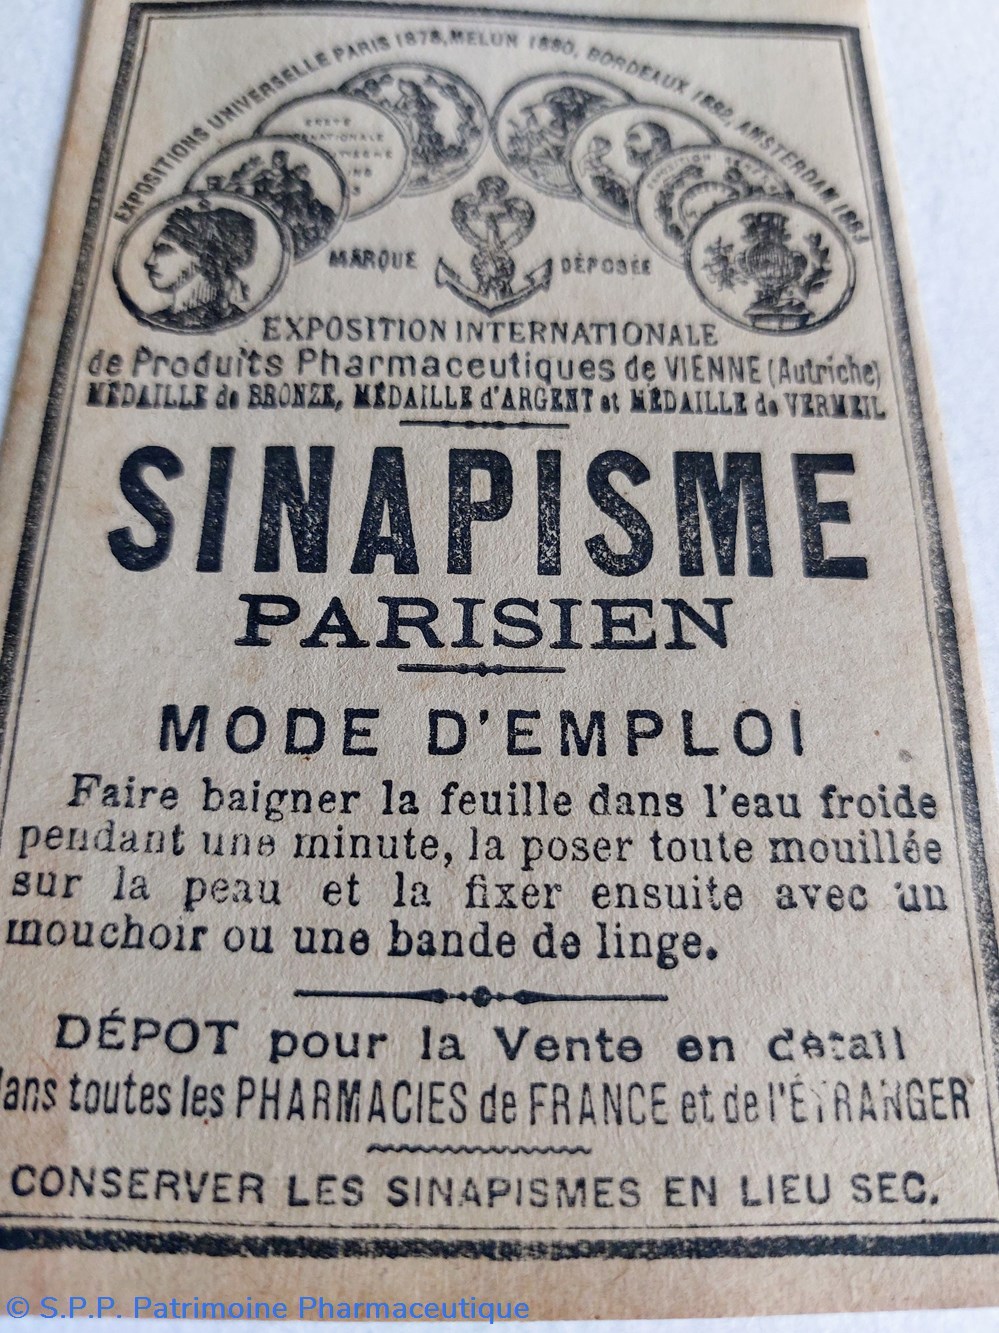 EXPOSITIONS UNIVERSELLE PARIS 1878, MELUN 1880, BORDEAUX 1882, AMSTERDAM 1883
MARQUE DÉPOSÉE
EXPOSITION INTERNATIONALE
de Produits Pharmaceutiques de VIENNE (Autriche)
MÉDAILLE de BRONZE, MÉDAILLE d'ARGENT et MÉDAILLE de VERMEIL
SINAPISME
PARISIEN
MODE D'EMPLOI
Faire baigner la feuille dans l'eau froide
pendant une minute, la poser toute mouillée
sur la peau et la fixer ensuite avec un
mouchoir ou une bande de linge.
DÉPOT pour la Vente en détail
dans toutes les PHARMACIES de FRANCE et de l'ÉTRANGER
CONSERVER LES SINAPISMES EN LIEU SEC.
© S.P.P. Patrimoine Pharmaceutique